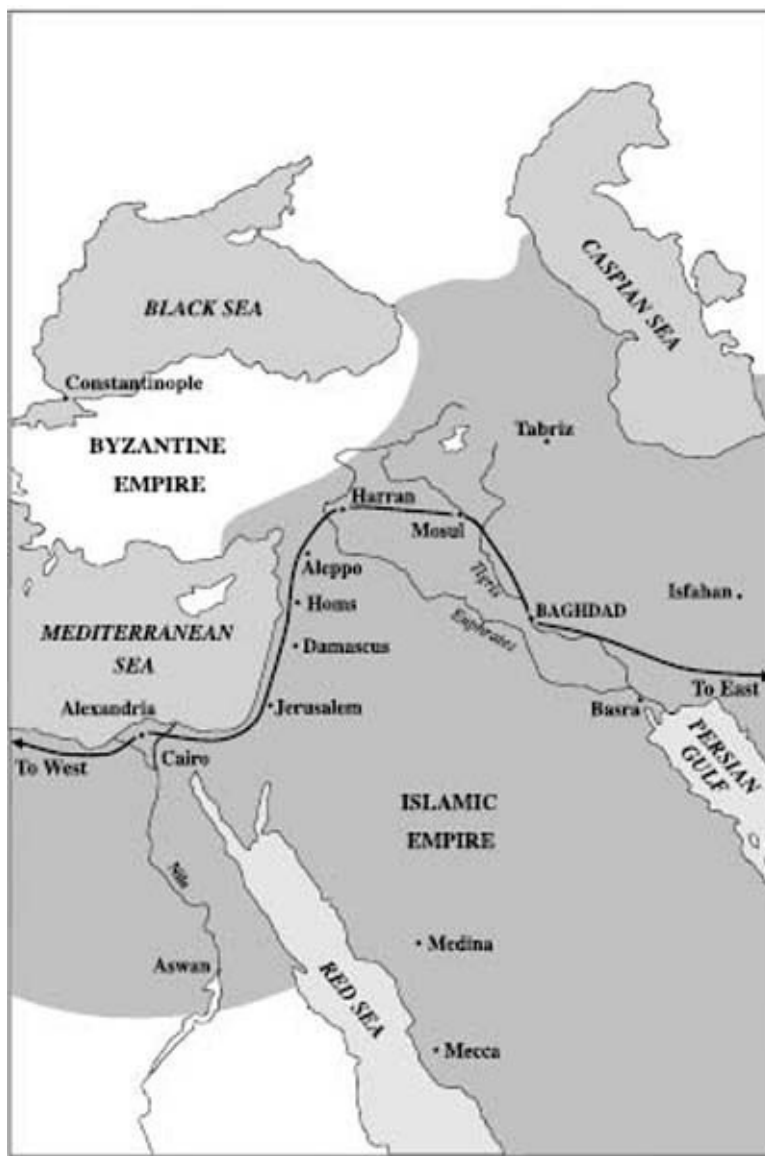 CASPIAN SEA
BLACK SEA
Constantinople
BYZANTINE
EMPIRE
Tabriz
Harran
Mosul
Aleppo
Tigris
Homs
BAGHDAD
Isfahan
MEDITERRANEAN
SEA
Euphrates
Damascus
Alexandria
Jerusalem
Basra
To East
To West
Cairo
PERSIAN
GULF
ISLAMIC
EMPIRE
Nile
Medina
Aswan
RED SEA
Mecca